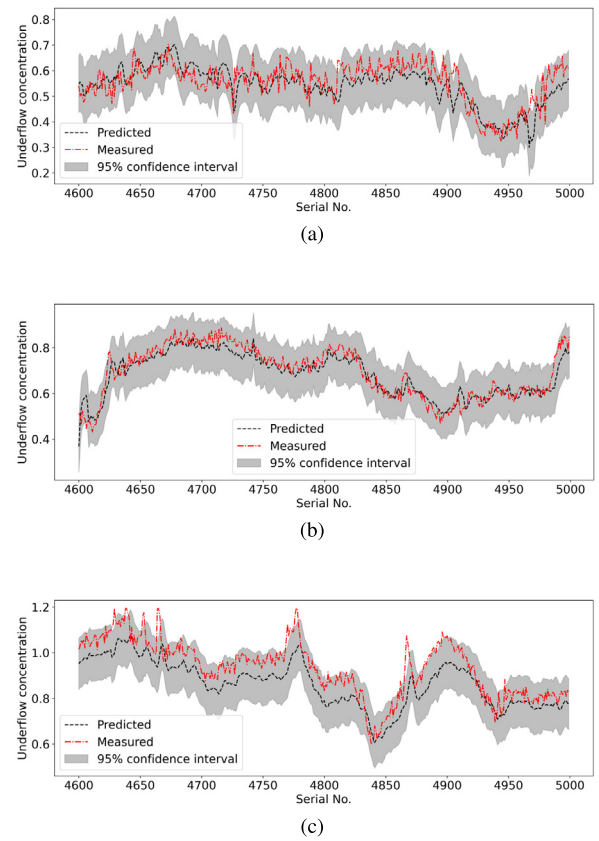 0.8
0.7
0.6
0.5
0.4
0.3
0.2
Underflow concentration
Predicted
Measured
95% confidence interval
4600 4650 4700 4750 4800 4850 4900 4950 5000
Serial No.
(a)
0.8
0.6
0.4
Underflow concentration
Predicted
Measured
95% confidence interval
4600 4650 4700 4750 4800 4850 4900 4950 5000
Serial No.
(b)
1.2
1.0
0.8
0.6
Underflow concentration
Predicted
Measured
95% confidence interval
4600 4650 4700 4750 4800 4850 4900 4950 5000
Serial No.
(c)